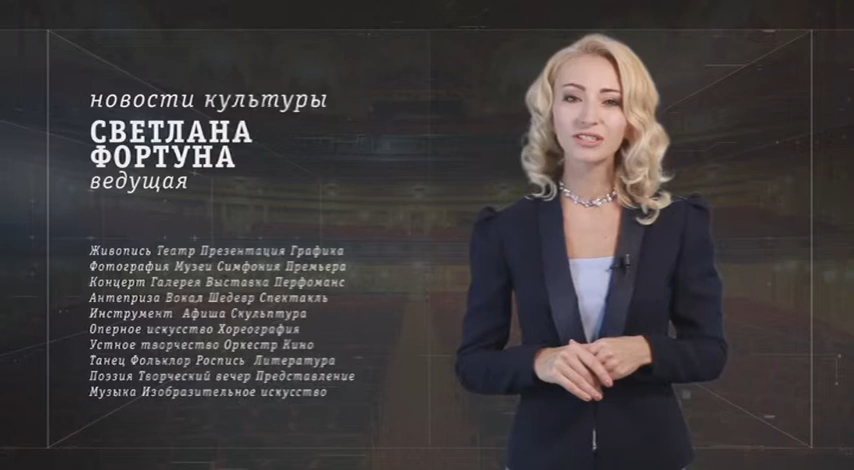 новости культуры
СВЕТЛАНА
ФОРТУНА
ведущая
Живопись Театр Презентация Графика
Фотография Музеи Симфония Премьера
Концерт Галерея Выставка Перфоманс
Антеприза Вокал Шедевр Спектакль
Инструмент Афиша Скульптура
Оперное искусство Хореография
Устное творчество Оркестр Кино
Танец Фольклор Роспись Литература
Поэзия Творческий вечер Представление
Музыка Изобразительное искусство